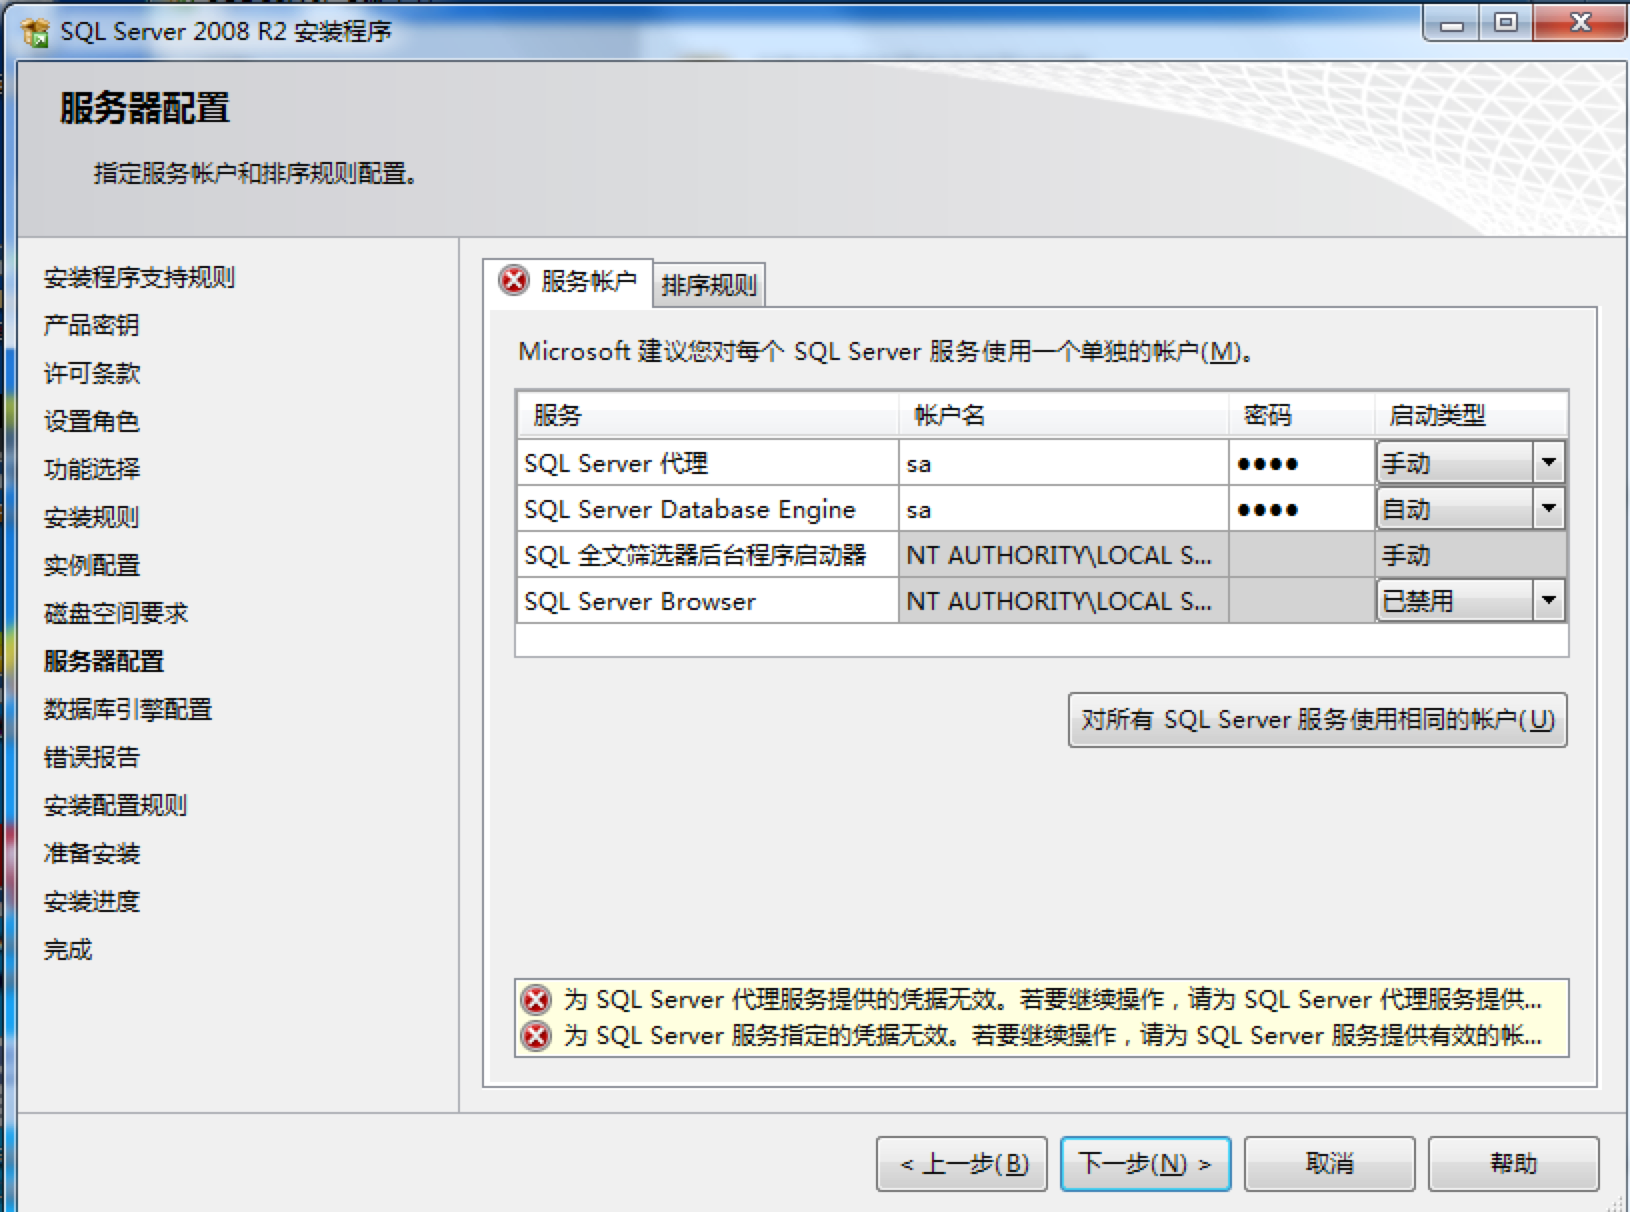 SQL Server 2008 R2 安装程序
服务器配置
指定服务帐户和排序规则配置。
安装程序支持规则
产品密钥
许可条款
设置角色
功能选择
安装规则
实例配置
磁盘空间要求
服务器配置
数据库引擎配置
错误报告
安装配置规则
准备安装
安装进度
完成
服务帐户 排序规则
Microsoft 建议您对每个 SQL Server 服务使用一个单独的帐户(M)。
服务 帐户名 密码 启动类型
SQL Server 代理 sa ●●●● 手动
SQL Server Database Engine sa ●●●● 自动
SQL 全文筛选器后台程序启动器 NT AUTHORITY\LOCAL S... 手动
SQL Server Browser NT AUTHORITY\LOCAL S... 已禁用
对所有 SQL Server 服务使用相同的帐户(U)
为 SQL Server 代理服务提供的凭据无效。若要继续操作，请为 SQL Server 代理服务提供...
为 SQL Server 服务指定的凭据无效。若要继续操作，请为 SQL Server 服务提供有效的帐...
< 上一步(B) 下一步(N) > 取消 帮助